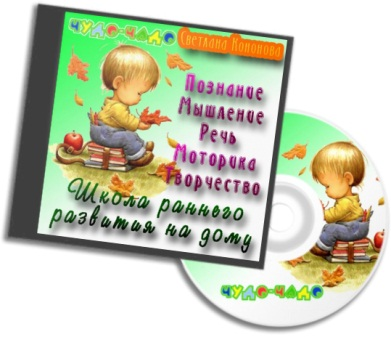 ЧУДО-ЧАДО Светлана Кононова
Познание
Мышление
Речь
Моторика
Творчество
Школа раннего
развития на дому
ЧУДО-ЧАДО